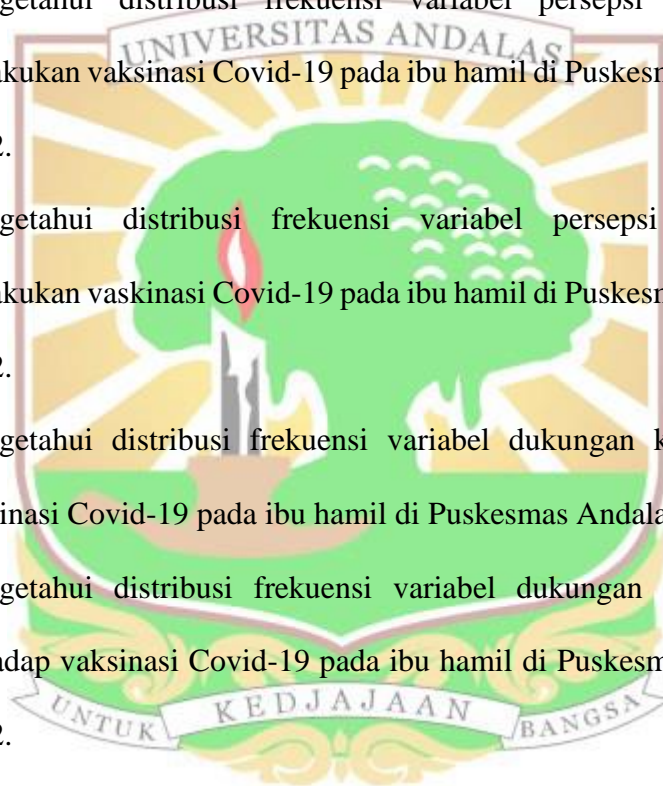 getahui distribusi frekuensi variabel persepsi
UNIVERSITAS ANDALAS
akukan vaksinasi Covid-19 pada ibu hamil di Puskesm
2.
getahui distribusi frekuensi variabel persepsi
akukan vaskinasi Covid-19 pada ibu hamil di Puskesm
2.
getahui distribusi frekuensi variabel dukungan k
inasi Covid-19 pada ibu hamil di Puskesmas Andala
getahui distribusi frekuensi variabel dukungan
adap vaksinasi Covid-19 pada ibu hamil di Puskesm
UNTUK KEDJAJAAN BANGSA
2.